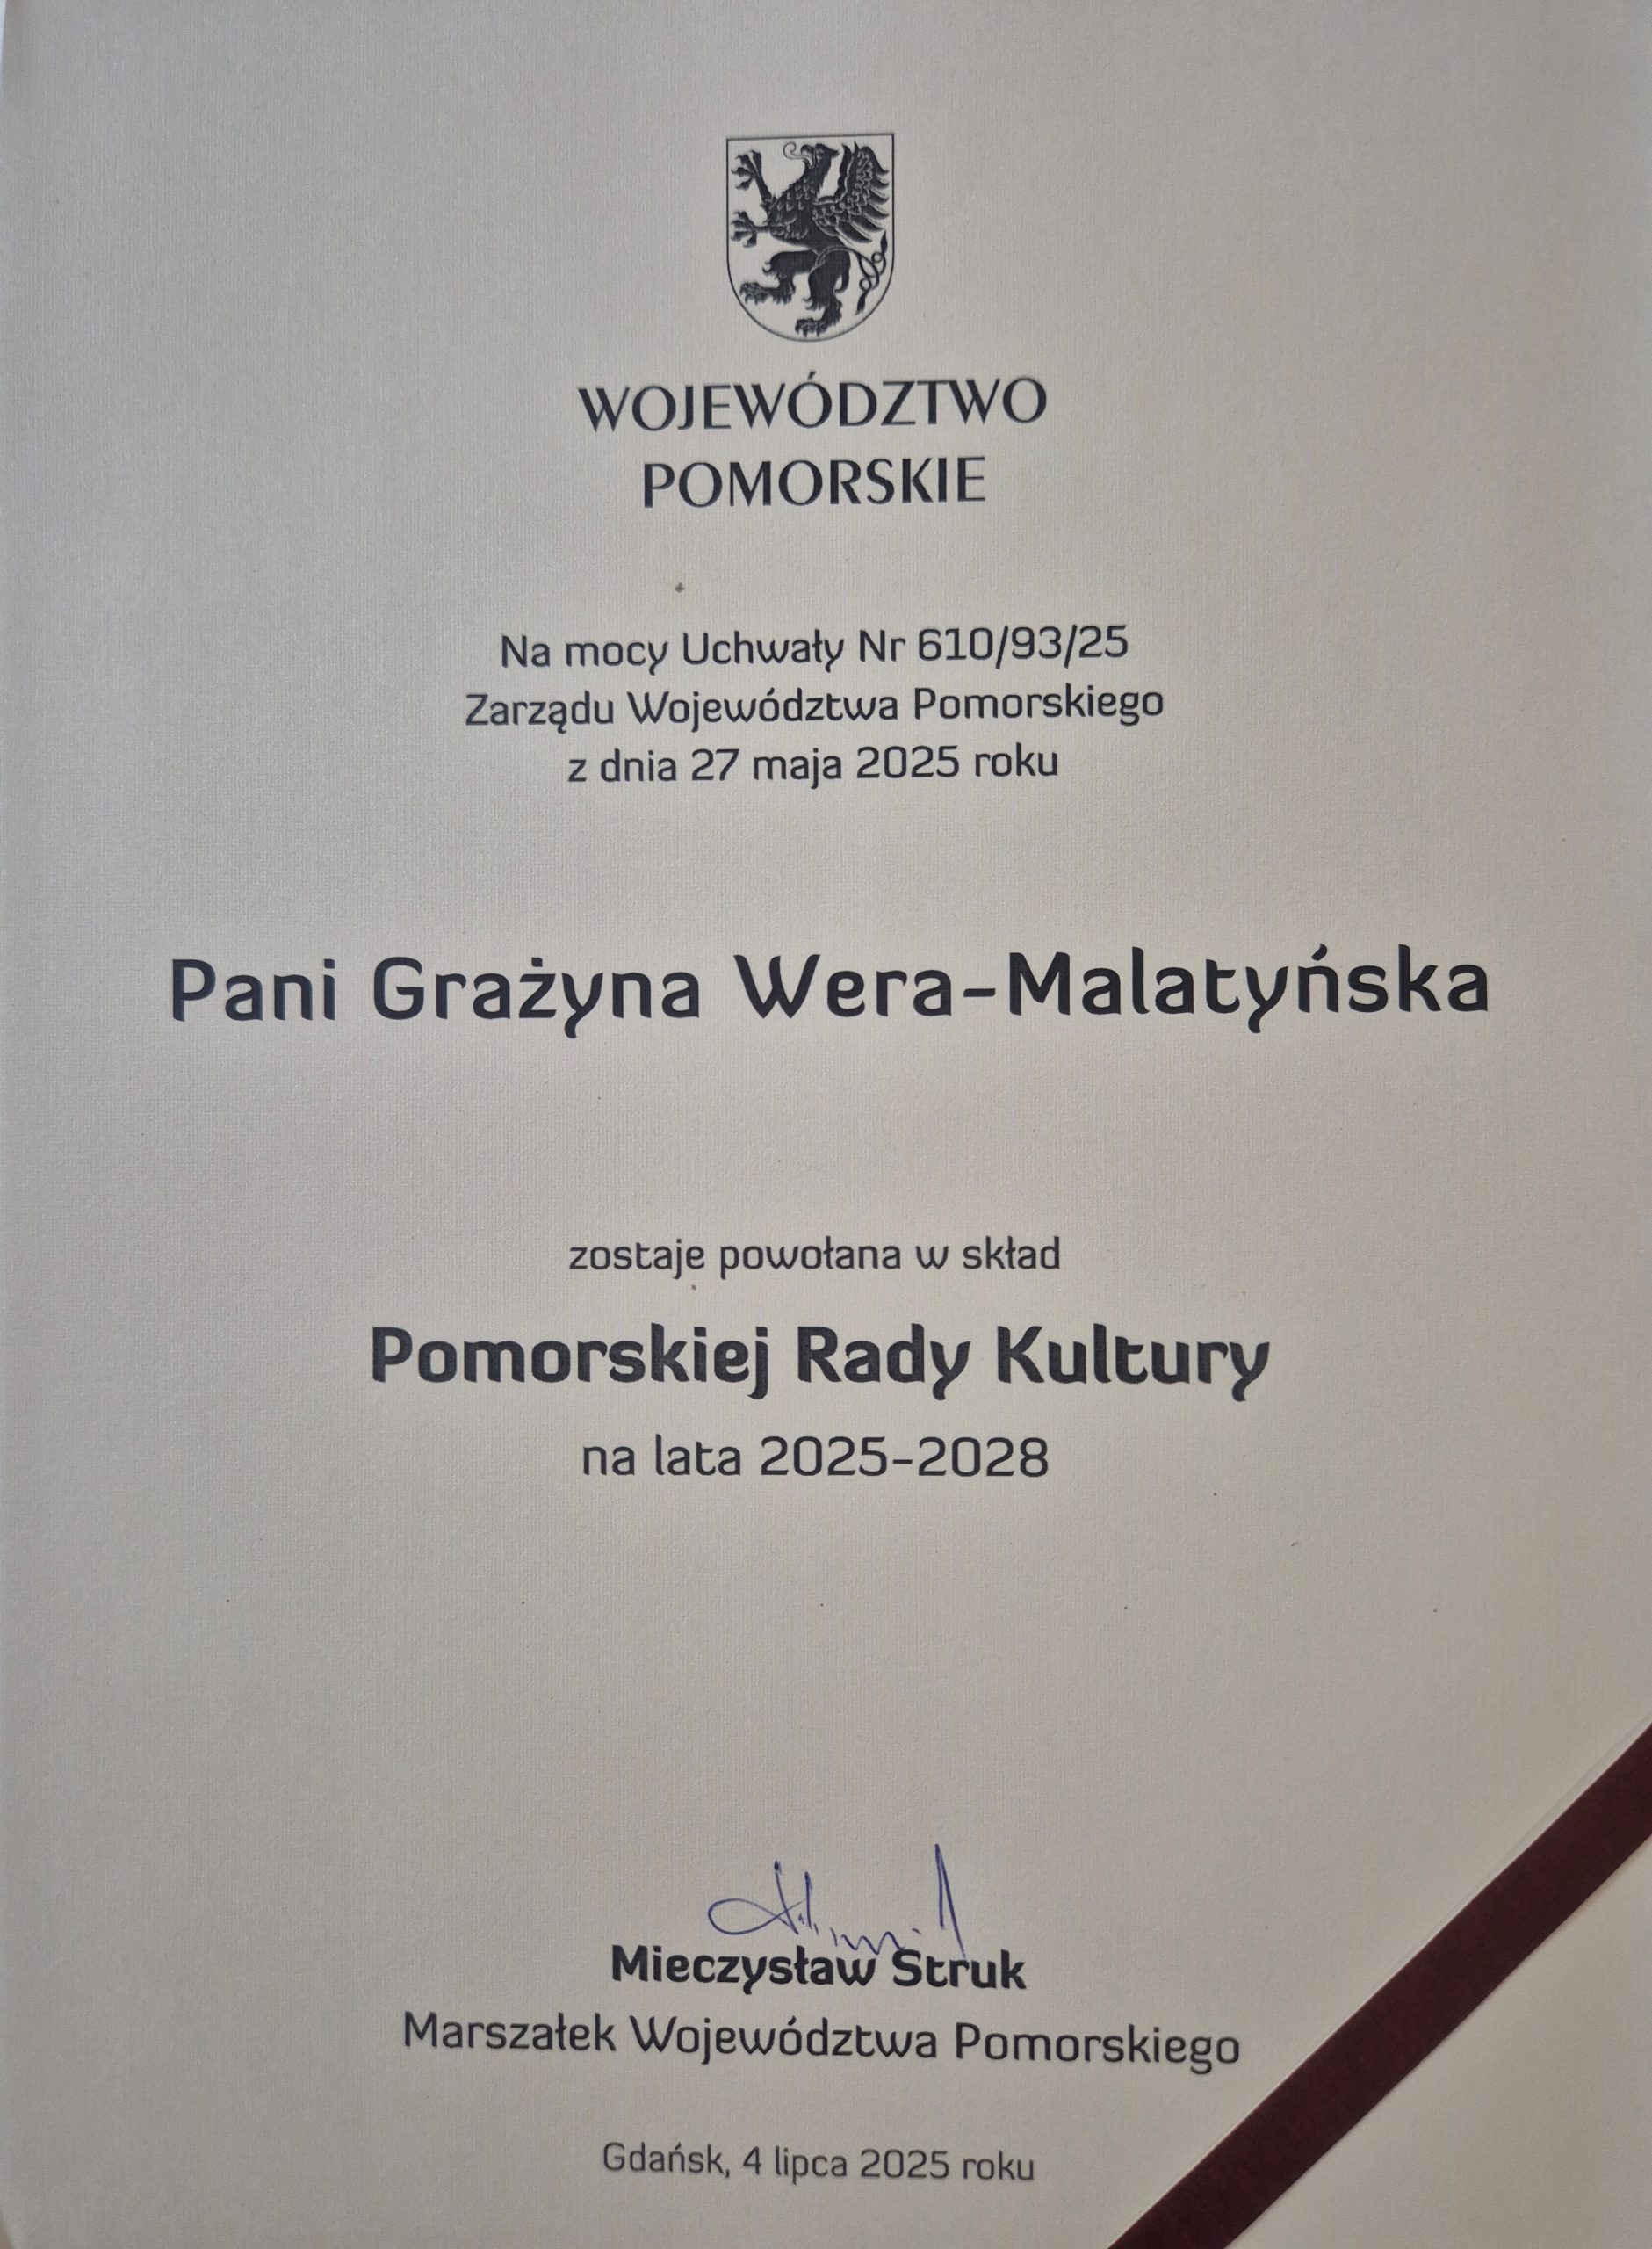 WOJEWÓDZTWO
POMORSKIE
Na mocy Uchwały Nr 610/93/25
Zarządu Województwa Pomorskiego
z dnia 27 maja 2025 roku
Pani Grażyna Wera-Malatyńska
zostaje powołana w skład
Pomorskiej Rady Kultury
na lata 2025-2028
Mieczysław Struk
Marszałek Województwa Pomorskiego
Gdańsk, 4 lipca 2025 roku